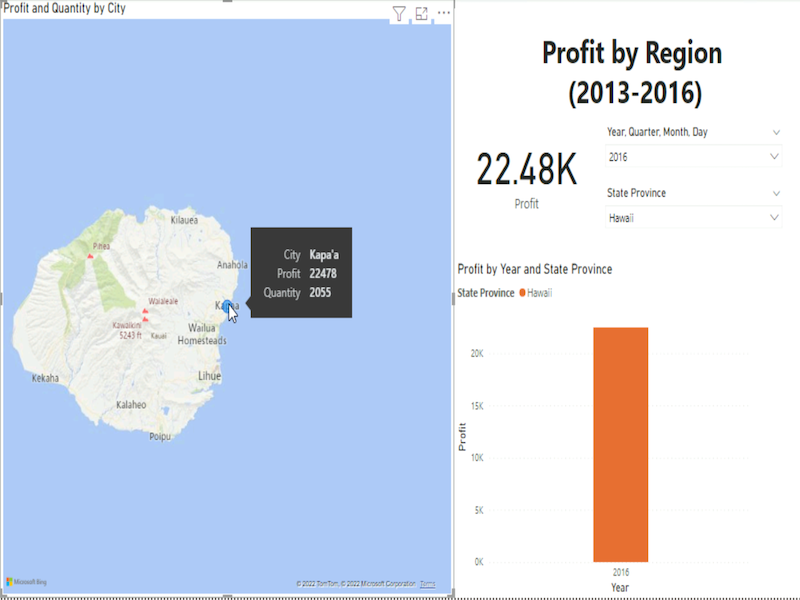 Profit and Quantity by City
Kilauea
Pihea
Anahola
Waialeale
Kawaikini
5243 ft
Kauai
Wailua
Homesteads
Lihue
Kekaha
Kalaheo
Poipu
City Kapa'a
Profit 22478
Quantity 2055
Microsoft Bing
© 2022 TomTom, © 2022 Microsoft Corporation Terms
Profit by Region
(2013-2016)
22.48K
Profit
Year, Quarter, Month, Day
2016
State Province
Hawaii
Profit by Year and State Province
State Province Hawaii
20K
15K
10K
5K
0K
Profit
2016
Year